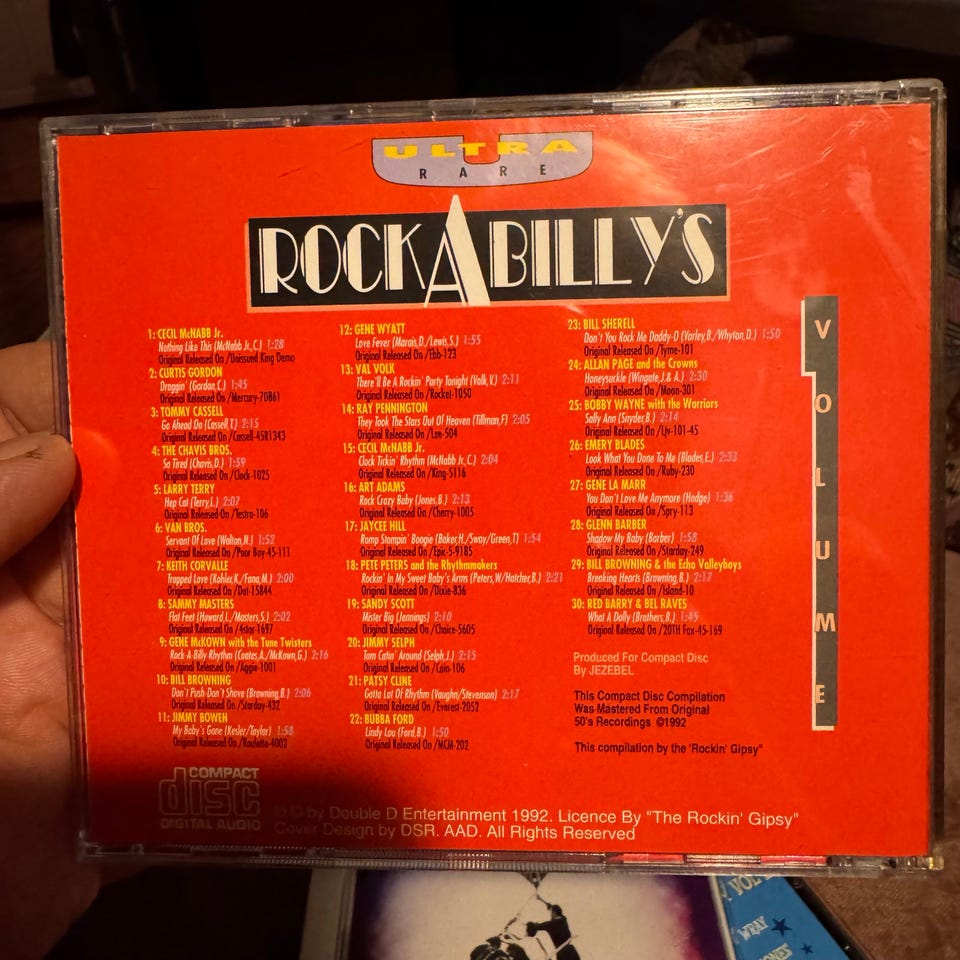 ULTRA
RARE
ROCKABILLY'S
VOLUME
1: CECIL McNABB Jr.
Nothing Like This (McNabb Jr.,C.) 1:28
Original Released On /Unissued King Demo
2: CURTIS GORDON
Draggin' (Gordon,C.) 1:45
Original Released On /Mercury-70861
3: TOMMY CASSELL
Go Ahead On (Cassell,T.) 2:15
Original Released On /Cassell-45R1343
4: THE CHAVIS BROS.
So Tired (Chavis,D.) 1:59
Original Released On /Clock-1025
5: LARRY TERRY
Hep Cat (Terry,L.) 2:07
Original Released On /Testra-106
6: VAN BROS.
Servant Of Love (Walton,N.) 1:52
Original Released On /Poor Boy-45-111
7: KEITH CORVALLE
Trapped Love (Kohler,K./Fano,M.) 2:00
Original Released On /Dot-15844
8: SAMMY MASTERS
Flat Feet (Howard,L./Masters,S.) 2:02
Original Released On /4star-1697
9: GENE McKOWN with the Tune Twisters
Rock-A-Billy Rhythm (Coates,A./McKown,G.) 2:16
Original Released On /Aggie-1001
10: BILL BROWNING
Don't Push-Don't Shove (Browning,B.) 2:06
Original Released On /Starday-432
11: JIMMY BOWEN
My Baby's Gone (Kesler/Taylor) 1:58
Original Released On /Roulette-4002
12: GENE WYATT
Love Fever (Marais,D./Lewis,S.) 1:55
Original Released On /Ebb-123
13: VAL VOLK
There'll Be A Rockin' Party Tonight (Volk,V.) 2:11
Original Released On /Rocket-1050
14: RAY PENNINGTON
They Took The Stars Out Of Heaven (Tillman,F) 2:05
Original Released On /Lee-504
15: CECIL McNABB Jr.
Clock Tickin' Rhythm (McNabb Jr.,C.) 2:04
Original Released On /King-5116
16: ART ADAMS
Rock Crazy Baby (Jones,B.) 2:13
Original Released On /Cherry-1005
17: JAYCEE HILL
Romp Stompin' Boogie (Baker,H./Sway/Green,T) 1:54
Original Released On /Epic-5-9185
18: PETE PETERS and the Rhythmmakers
Rockin' In My Sweet Baby's Arms (Peters,W/Hatcher,B.) 2:21
Original Released On /Dixie-836
19: SANDY SCOTT
Mister Big (Jennings) 2:10
Original Released On /Choice-5605
20: JIMMY SELPH
Tom Catin' Around (Selph,J.) 2:15
Original Released On /Coin-106
21: PATSY CLINE
Gotta Lot Of Rhythm (Vaughn/Stevenson) 2:17
Original Released On /Everest-2052
22: BUBBA FORD
Lindy Lou (Ford,B.) 1:50
Original Released On /MCM-202
23: BILL SHERELL
Don't You Rock Me Daddy-O (Varley,B./Whyton,D.) 1:50
Original Released On /Tyme-101
24: ALLAN PAGE and the Crowns
Honeysuckle (Wingate,J.& A.) 2:30
Original Released On /Moon-301
25: BOBBY WAYNE with the Warriors
Sally Ann (Snyder,B.) 2:14
Original Released On /Ljv-101-45
26: EMERY BLADES
Look What You Done To Me (Blades,E.) 2:33
Original Released On /Ruby-230
27: GENE LA MARR
You Don't Love Me Anymore (Hodge) 1:36
Original Released On /Spry-113
28: GLENN BARBER
Shadow My Baby (Barber) 1:58
Original Released On /Starday-249
29: BILL BROWNING & the Echo Valleyboys
Breaking Hearts (Browning,B.) 2:17
Original Released On /Island-10
30: RED BARRY & BEL RAVES
What A Dolly (Brothers,B.) 1:45
Original Released On /20TH Fox-45-169
Produced For Compact Disc
By JEZEBEL
This Compact Disc Compilation
Was Mastered From Original
50's Recordings ©1992
This compilation by the 'Rockin' Gipsy"
COMPACT
disc
DIGITAL AUDIO
℗ © by Double D Entertainment 1992. Licence By "The Rockin' Gipsy"
Cover Design by DSR. AAD. All Rights Reserved
WRAY